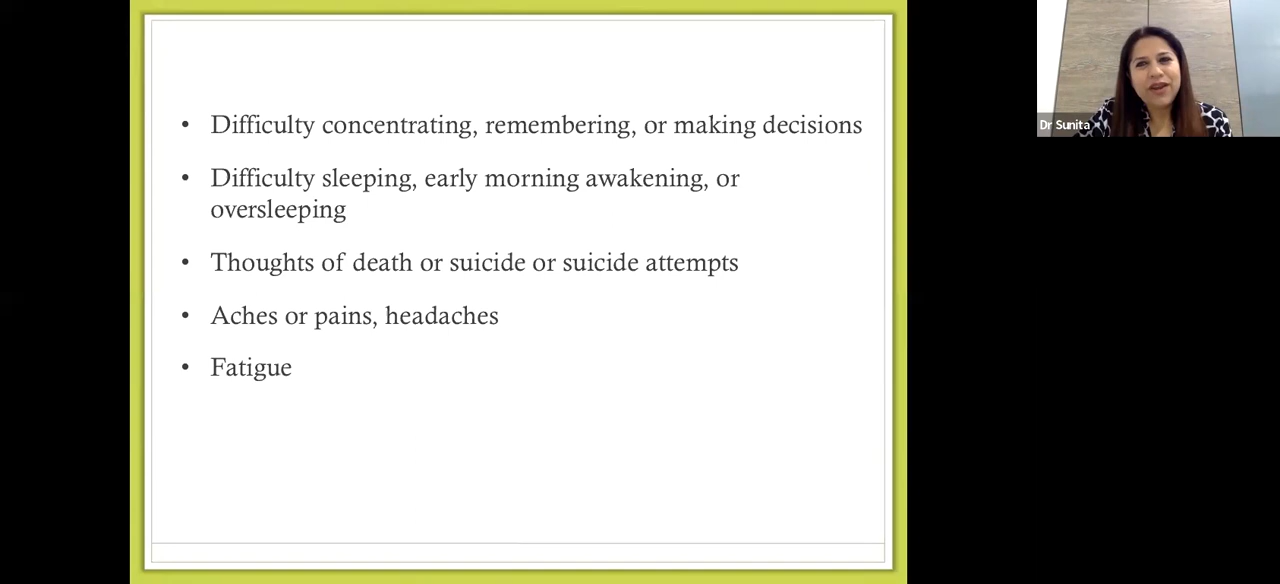 • Difficulty concentrating, remembering, or making decisions
• Difficulty sleeping, early morning awakening, or
oversleeping
• Thoughts of death or suicide or suicide attempts
• Aches or pains, headaches
• Fatigue
Dr Sunita